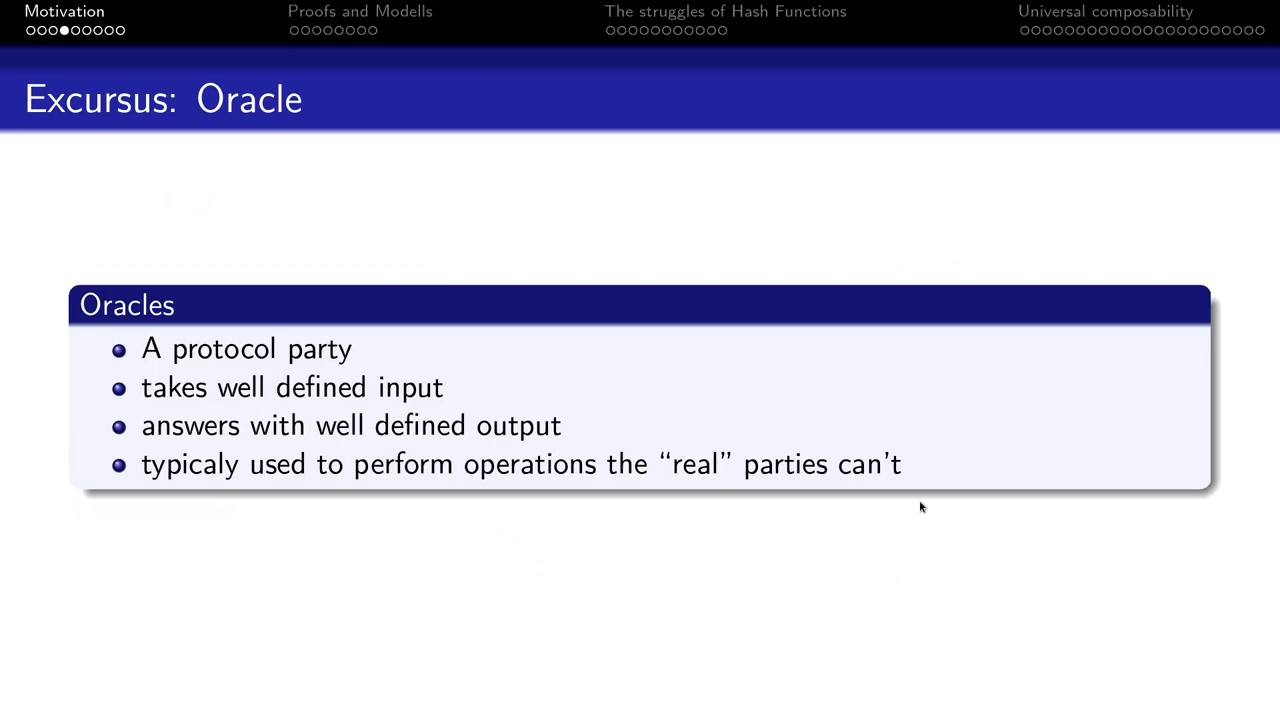 Motivation
Proofs and Modells
The struggles of Hash Functions
Universal composability
Excursus: Oracle
Oracles
A protocol party
takes well defined input
answers with well defined output
typicaly used to perform operations the “real” parties can’t